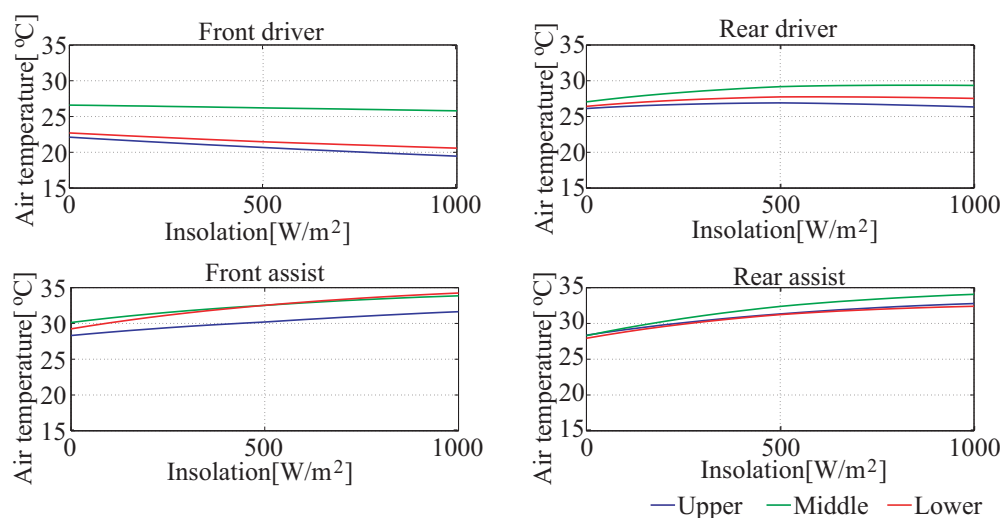 Front driver
Air temperature[ ºC]
35
30
25
20
15
0
500
1000
Insolation[W/m²]
Rear driver
Air temperature[ ºC]
35
30
25
20
15
0
500
1000
Insolation[W/m²]
Front assist
Air temperature[ ºC]
35
30
25
20
15
0
500
1000
Insolation[W/m²]
Rear assist
Air temperature[ ºC]
35
30
25
20
15
0
500
1000
Insolation[W/m²]
Upper Middle Lower